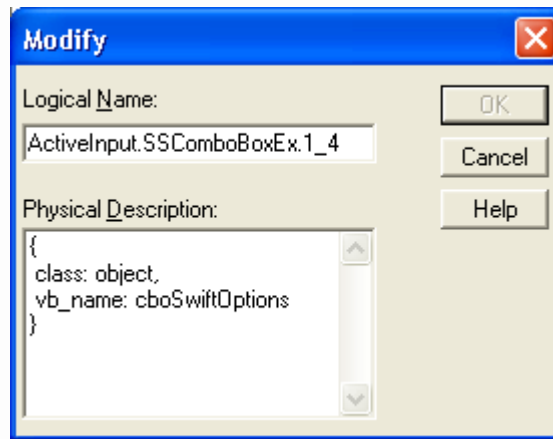 Modify
Logical Name:
OK
ActiveInput.SSComboBoxEx.1_4
Cancel
Physical Description:
Help
{
class: object,
vb_name: cboSwiftOptions
}